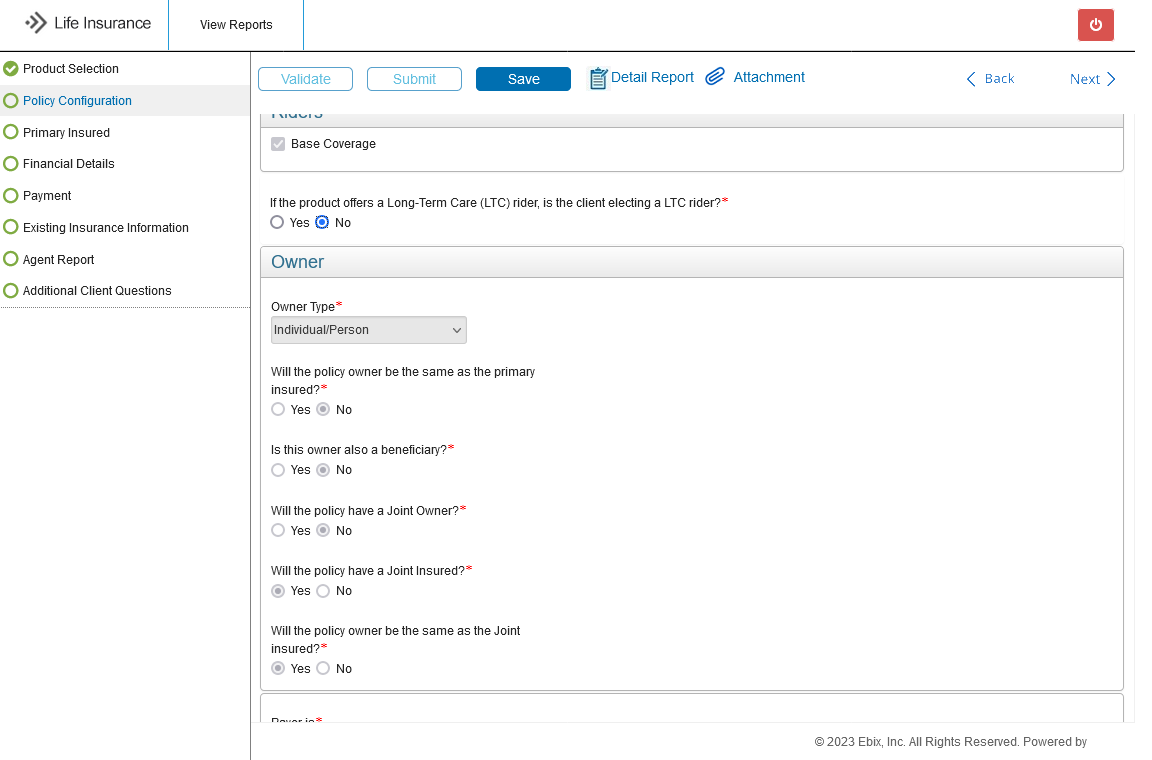 Life Insurance
View Reports
Product Selection
Policy Configuration
Primary Insured
Financial Details
Payment
Existing Insurance Information
Agent Report
Additional Client Questions
Validate
Submit
Save
Detail Report
Attachment
Back
Next
Riders
Base Coverage
If the product offers a Long-Term Care (LTC) rider, is the client electing a LTC rider?*
Yes No
Owner
Owner Type*
Individual/Person
Will the policy owner be the same as the primary
insured?*
Yes No
Is this owner also a beneficiary?*
Yes No
Will the policy have a Joint Owner?*
Yes No
Will the policy have a Joint Insured?*
Yes No
Will the policy owner be the same as the Joint
insured?*
Yes No
Payer is*
© 2023 Ebix, Inc. All Rights Reserved. Powered by